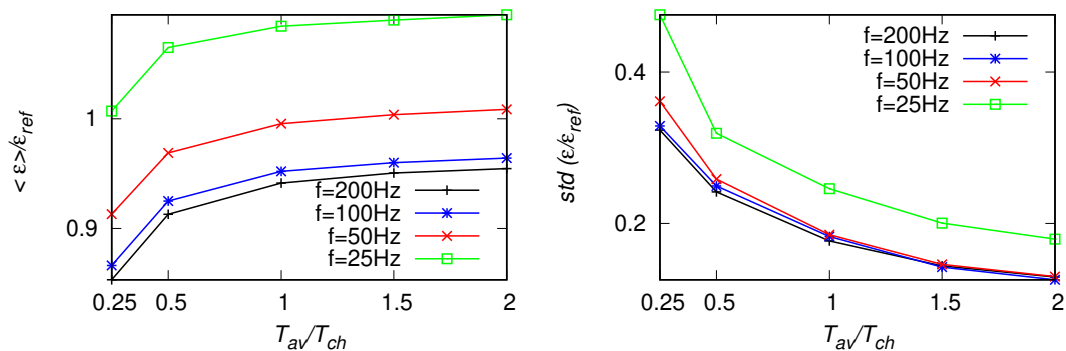 1
0.9
< ε>/ε_ref
f=200Hz
f=100Hz
f=50Hz
f=25Hz
0.25 0.5 1 1.5 2
T_av/T_ch
0.4
0.2
std (ε/ε_ref)
f=200Hz
f=100Hz
f=50Hz
f=25Hz
0.25 0.5 1 1.5 2
T_av/T_ch